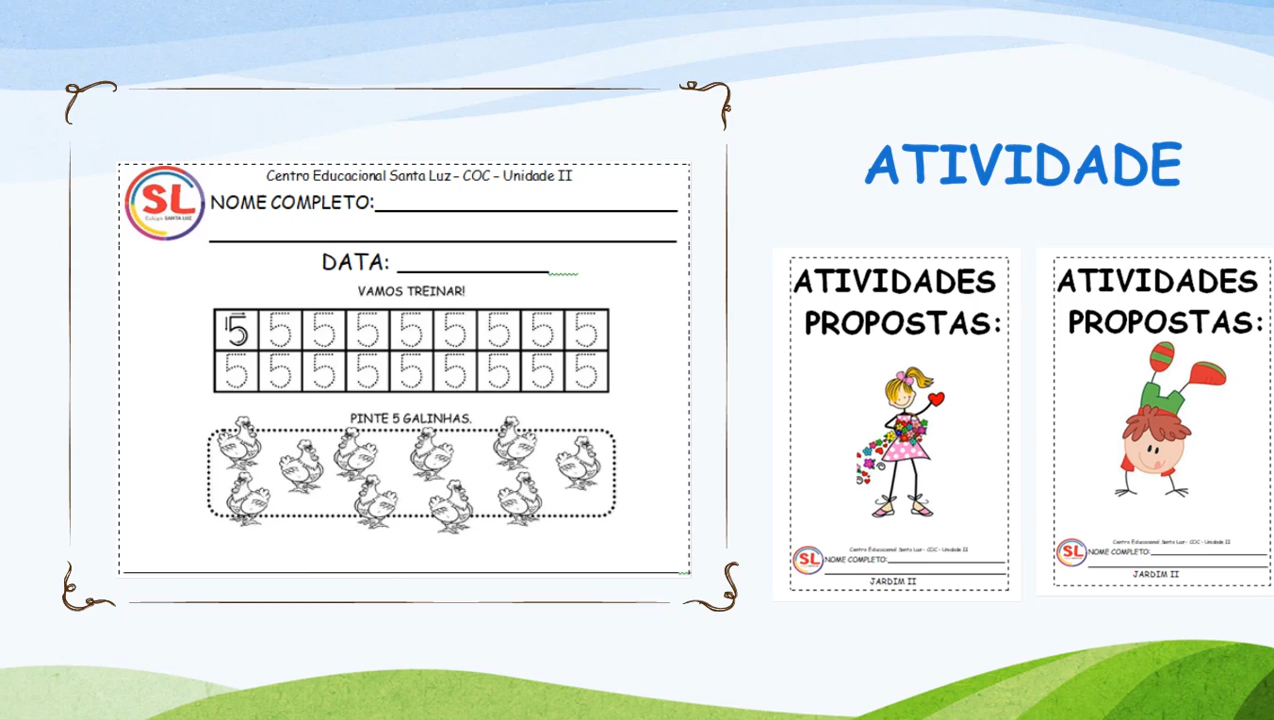 Centro Educacional Santa Luz – COC – Unidade II
SL
SANTA LUZ
NOME COMPLETO:
DATA:
VAMOS TREINAR!
5 5 5 5 5 5 5 5 5
5 5 5 5 5 5 5 5 5
PINTE 5 GALINHAS.
ATIVIDADE
ATIVIDADES
PROPOSTAS:
Centro Educacional Santa Luz - COC - Unidade II
SL
NOME COMPLETO:
JARDIM II
ATIVIDADES
PROPOSTAS:
Centro Educacional Santa Luz - COC - Unidade II
SL
NOME COMPLETO:
JARDIM II